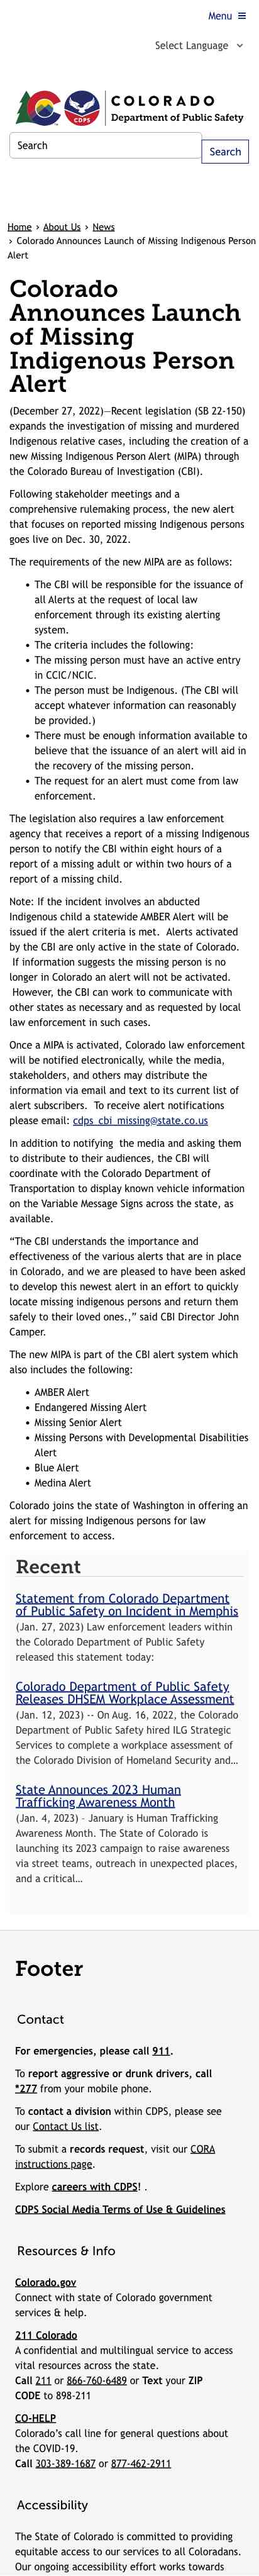 Menu ≡
Select Language
CDPS
COLORADO
Department of Public Safety
Search
Search
Home › About Us › News
› Colorado Announces Launch of Missing Indigenous Person
Alert
Colorado
Announces Launch
of Missing
Indigenous Person
Alert
(December 27, 2022)—Recent legislation (SB 22-150)
expands the investigation of missing and murdered
Indigenous relative cases, including the creation of a
new Missing Indigenous Person Alert (MIPA) through
the Colorado Bureau of Investigation (CBI).
Following stakeholder meetings and a
comprehensive rulemaking process, the new alert
that focuses on reported missing Indigenous persons
goes live on Dec. 30, 2022.
The requirements of the new MIPA are as follows:
• The CBI will be responsible for the issuance of
all Alerts at the request of local law
enforcement through its existing alerting
system.
• The criteria includes the following:
• The missing person must have an active entry
in CCIC/NCIC.
• The person must be Indigenous. (The CBI will
accept whatever information can reasonably
be provided.)
• There must be enough information available to
believe that the issuance of an alert will aid in
the recovery of the missing person.
• The request for an alert must come from law
enforcement.
The legislation also requires a law enforcement
agency that receives a report of a missing Indigenous
person to notify the CBI within eight hours of a
report of a missing adult or within two hours of a
report of a missing child.
Note: If the incident involves an abducted
Indigenous child a statewide AMBER Alert will be
issued if the alert criteria is met.  Alerts activated
by the CBI are only active in the state of Colorado.
If information suggests the missing person is no
longer in Colorado an alert will not be activated.
However, the CBI can work to communicate with
other states as necessary and as requested by local
law enforcement in such cases.
Once a MIPA is activated, Colorado law enforcement
will be notified electronically, while the media,
stakeholders, and others may distribute the
information via email and text to its current list of
alert subscribers.  To receive alert notifications
please email: cdps_cbi_missing@state.co.us
In addition to notifying  the media and asking them
to distribute to their audiences, the CBI will
coordinate with the Colorado Department of
Transportation to display known vehicle information
on the Variable Message Signs across the state, as
available.
“The CBI understands the importance and
effectiveness of the various alerts that are in place
in Colorado, and we are pleased to have been asked
to develop this newest alert in an effort to quickly
locate missing indigenous persons and return them
safely to their loved ones.,” said CBI Director John
Camper.
The new MIPA is part of the CBI alert system which
also includes the following:
• AMBER Alert
• Endangered Missing Alert
• Missing Senior Alert
• Missing Persons with Developmental Disabilities
Alert
• Blue Alert
• Medina Alert
Colorado joins the state of Washington in offering an
alert for missing Indigenous persons for law
enforcement to access.
Recent
Statement from Colorado Department
of Public Safety on Incident in Memphis
(Jan. 27, 2023) Law enforcement leaders within
the Colorado Department of Public Safety
released this statement today:
Colorado Department of Public Safety
Releases DHSEM Workplace Assessment
(Jan. 12, 2023) -- On Aug. 16, 2022, the Colorado
Department of Public Safety hired ILG Strategic
Services to complete a workplace assessment of
the Colorado Division of Homeland Security and…
State Announces 2023 Human
Trafficking Awareness Month
(Jan. 4, 2023) – January is Human Trafficking
Awareness Month. The State of Colorado is
launching its 2023 campaign to raise awareness
via street teams, outreach in unexpected places,
and a critical…
Footer
Contact
For emergencies, please call 911.
To report aggressive or drunk drivers, call
*277 from your mobile phone.
To contact a division within CDPS, please see
our Contact Us list.
To submit a records request, visit our CORA
instructions page.
Explore careers with CDPS! .
CDPS Social Media Terms of Use & Guidelines
Resources & Info
Colorado.gov
Connect with state of Colorado government
services & help.
211 Colorado
A confidential and multilingual service to access
vital resources across the state.
Call 211 or 866-760-6489 or Text your ZIP
CODE to 898-211
CO-HELP
Colorado’s call line for general questions about
the COVID-19.
Call 303-389-1687 or 877-462-2911
Accessibility
The State of Colorado is committed to providing
equitable access to our services to all Coloradans.
Our ongoing accessibility effort works towards